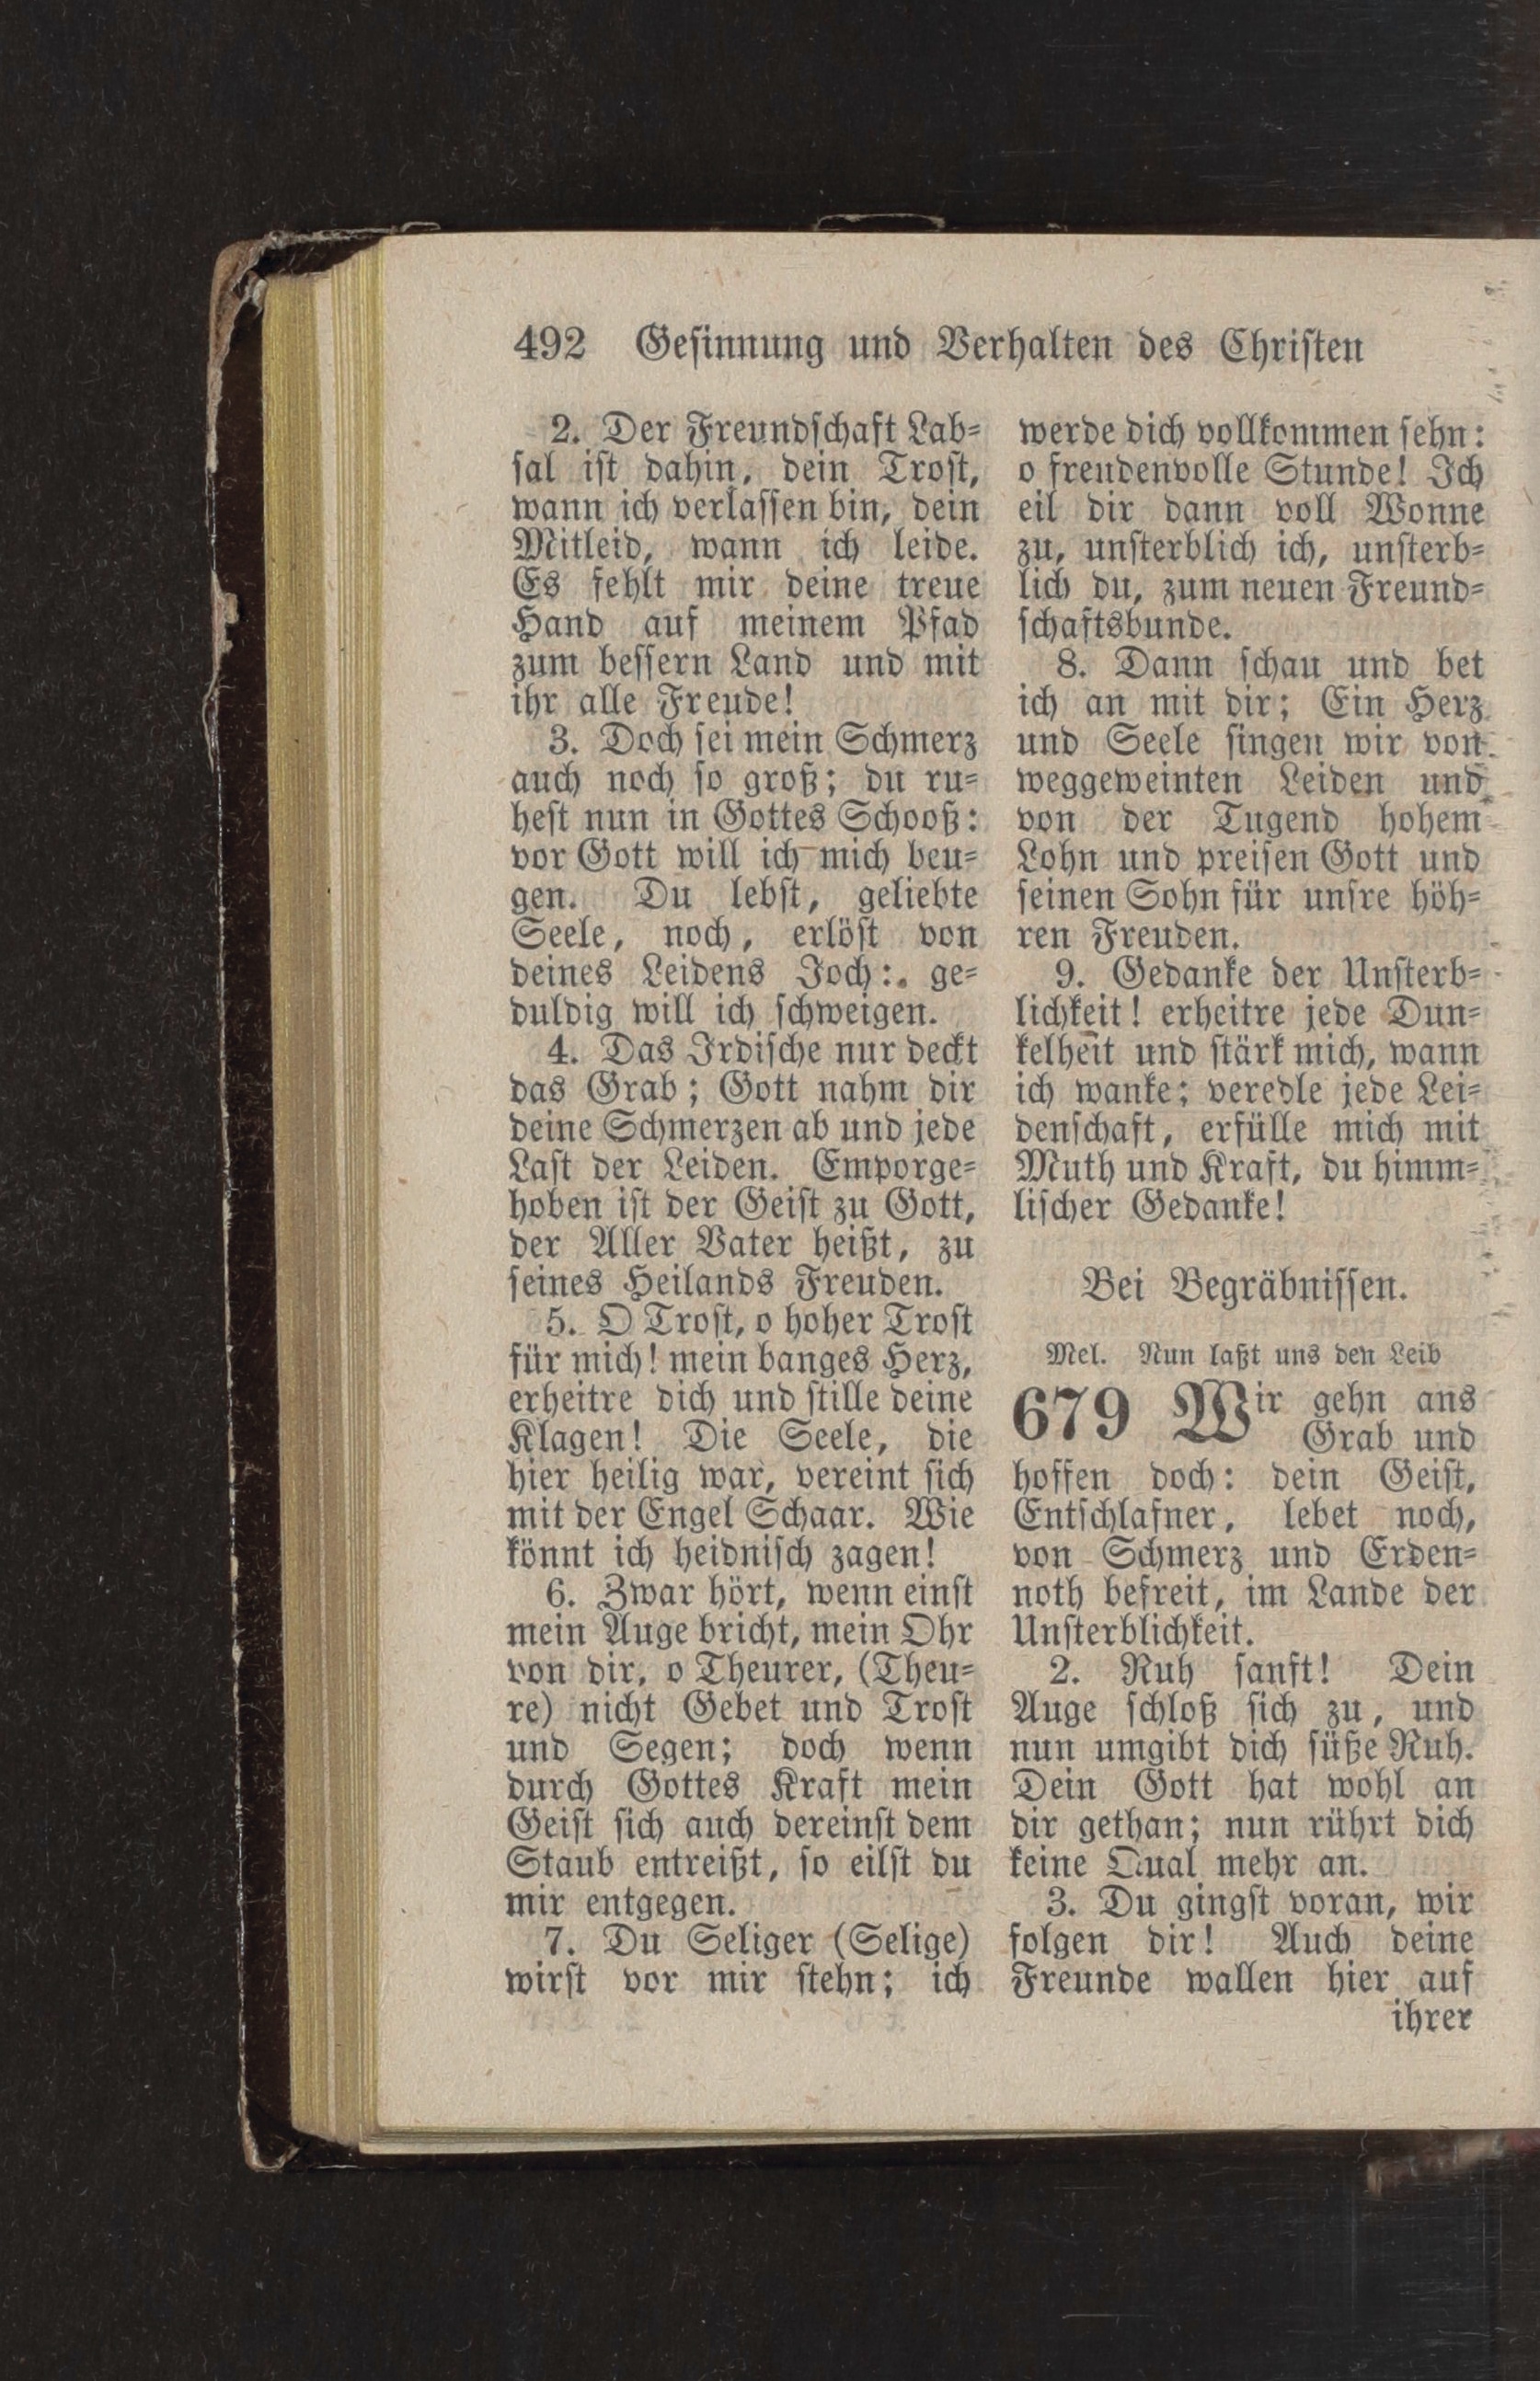 492 Gesinnung und Verhalten des Christen
2. Der Freundschaft Lab-
sal ist dahin, dein Trost,
wann ich verlassen bin, dein
Mitleid, wann ich leide.
Es fehlt mir deine treue
Hand auf meinem Pfad
zum bessern Land und mit
ihr alle Freude!
3. Doch sei mein Schmerz
auch noch so groß; du ru-
hest nun in Gottes Schooß:
vor Gott will ich mich beu-
gen. Du lebst, geliebte
Seele, noch, erlöst von
deines Leidens Joch: ge-
duldig will ich schweigen.
4. Das Irdische nur deckt
das Grab; Gott nahm dir
deine Schmerzen ab und jede
Last der Leiden. Emporge-
hoben ist der Geist zu Gott,
der Aller Vater heißt, zu
seines Heilands Freuden.
5. O Trost, o hoher Trost
für mich! mein banges Herz,
erheitre dich und stille deine
Klagen! Die Seele, die
hier heilig war, vereint sich
mit der Engel Schaar. Wie
könnt ich heidnisch zagen!
6. Zwar hört, wenn einst
mein Auge bricht, mein Ohr
von dir, o Theurer, (Theu-
re) nicht Gebet und Trost
und Segen; doch wenn
durch Gottes Kraft mein
Geist sich auch dereinst dem
Staub entreißt, so eilst du
mir entgegen.
7. Du Seliger (Selige)
wirst vor mir stehn; ich
werde dich vollkommen sehn:
o freudenvolle Stunde! Ich
eil dir dann voll Wonne
zu, unsterblich ich, unsterb-
lich du, zum neuen Freund-
schaftsbunde.
8. Dann schau und bet
ich an mit dir; Ein Herz
und Seele singen wir von
weggeweinten Leiden und
von der Tugend hohem
Lohn und preisen Gott und
seinen Sohn für unsre höh-
ren Freuden.
9. Gedanke der Unsterb-
lichkeit! erheitre jede Dun-
kelheit und stärk mich, wann
ich wanke; veredle jede Lei-
denschaft, erfülle mich mit
Muth und Kraft, du himm-
lischer Gedanke!
Bei Begräbnissen.
Mel. Nun laßt uns den Leib
679 Wir gehn ans
Grab und
hoffen doch: dein Geist,
Entschlafner, lebet noch,
von Schmerz und Erden-
noth befreit, im Lande der
Unsterblichkeit.
2. Ruh sanft! Dein
Auge schloß sich zu, und
nun umgibt dich süße Ruh.
Dein Gott hat wohl an
dir gethan; nun rührt dich
keine Qual mehr an.
3. Du gingst voran, wir
folgen dir! Auch deine
Freunde wallen hier auf
ihrer